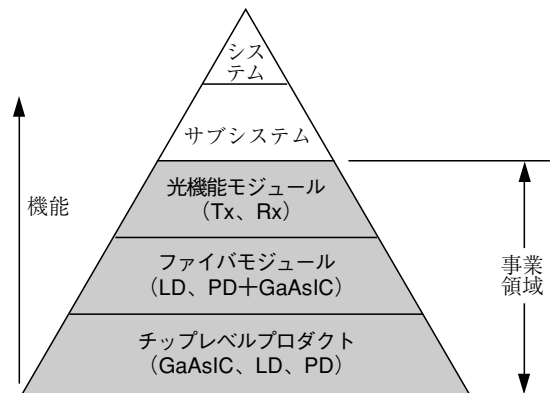 シス
テム
サブシステム
光機能モジュール
（Tx、Rx）
ファイバモジュール
（LD、PD＋GaAsIC）
チップレベルプロダクト
（GaAsIC、LD、PD）
機能
事業
領域